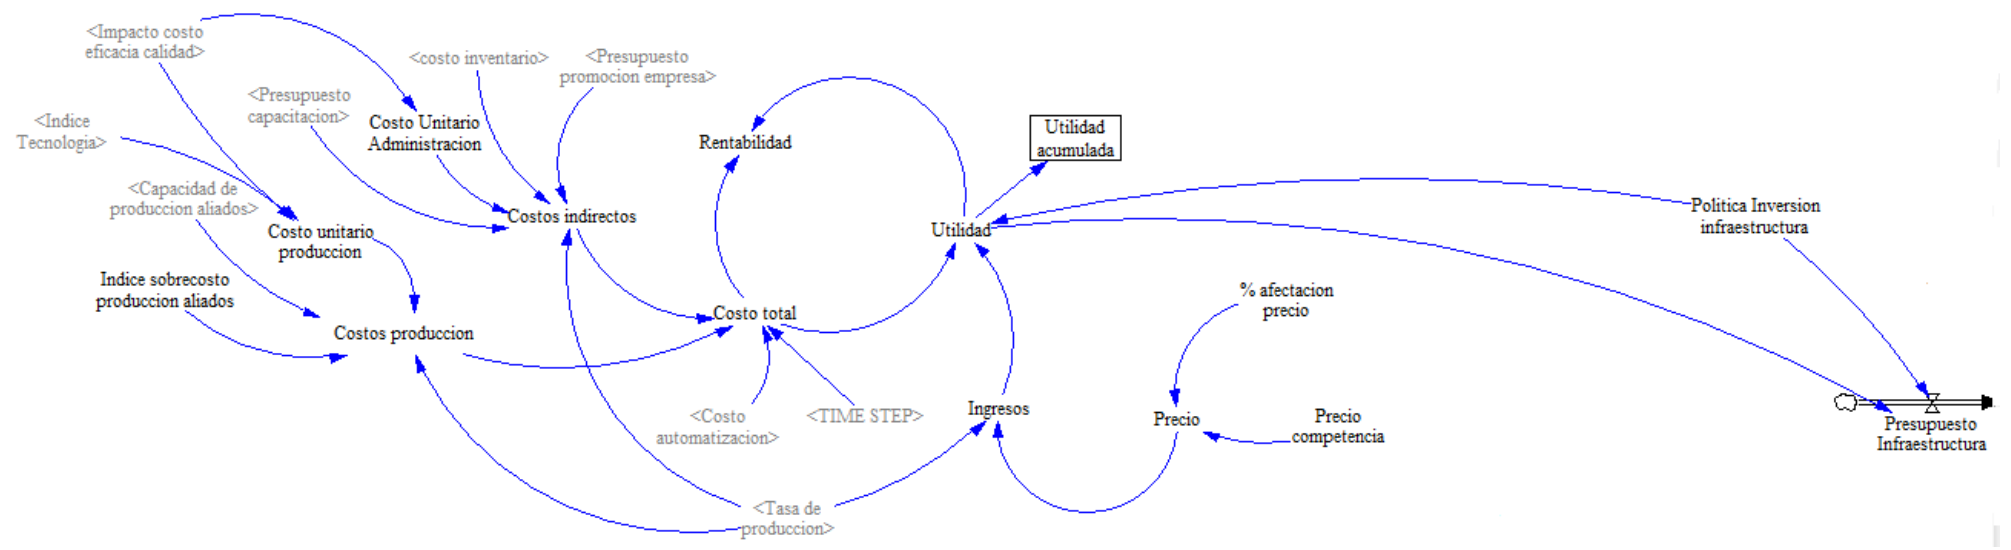 <Impacto costo
eficacia calidad>
<costo inventario>
<Presupuesto
promocion empresa>
<Presupuesto
capacitacion>
<Indice
Tecnologia>
Costo Unitario
Administracion
Rentabilidad
Utilidad
acumulada
<Capacidad de
produccion aliados>
Costos indirectos
Costo unitario
produccion
Utilidad
Politica Inversion
infraestructura
Indice sobrecosto
produccion aliados
Costos produccion
Costo total
% afectacion
precio
<Costo
automatizacion>
<TIME STEP>
Ingresos
Precio
Precio
competencia
Presupuesto
Infraestructura
<Tasa de
produccion>